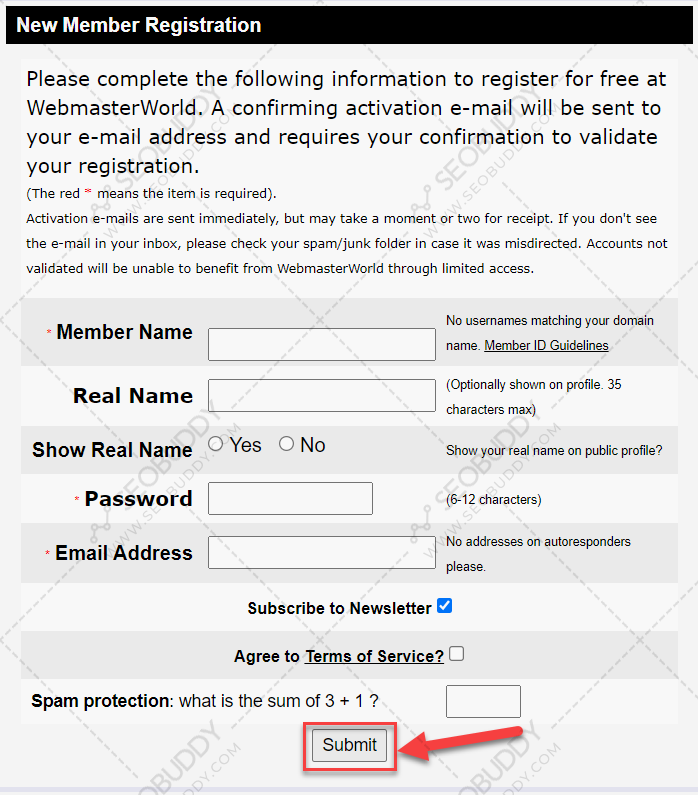 New Member Registration
Please complete the following information to register for free at
WebmasterWorld. A confirming activation e-mail will be sent to
your e-mail address and requires your confirmation to validate
your registration.
(The red * means the item is required).
Activation e-mails are sent immediately, but may take a moment or two for receipt. If you don't see
the e-mail in your inbox, please check your spam/junk folder in case it was misdirected. Accounts not
validated will be unable to benefit from WebmasterWorld through limited access.
* Member Name
No usernames matching your domain
name. Member ID Guidelines
Real Name
(Optionally shown on profile. 35
characters max)
Show Real Name Yes No Show your real name on public profile?
* Password (6-12 characters)
* Email Address
No addresses on autoresponders
please.
Subscribe to Newsletter
Agree to Terms of Service?
Spam protection: what is the sum of 3 + 1 ?
Submit
SEOBUDDY
WWW.SEOBUDDY.COM